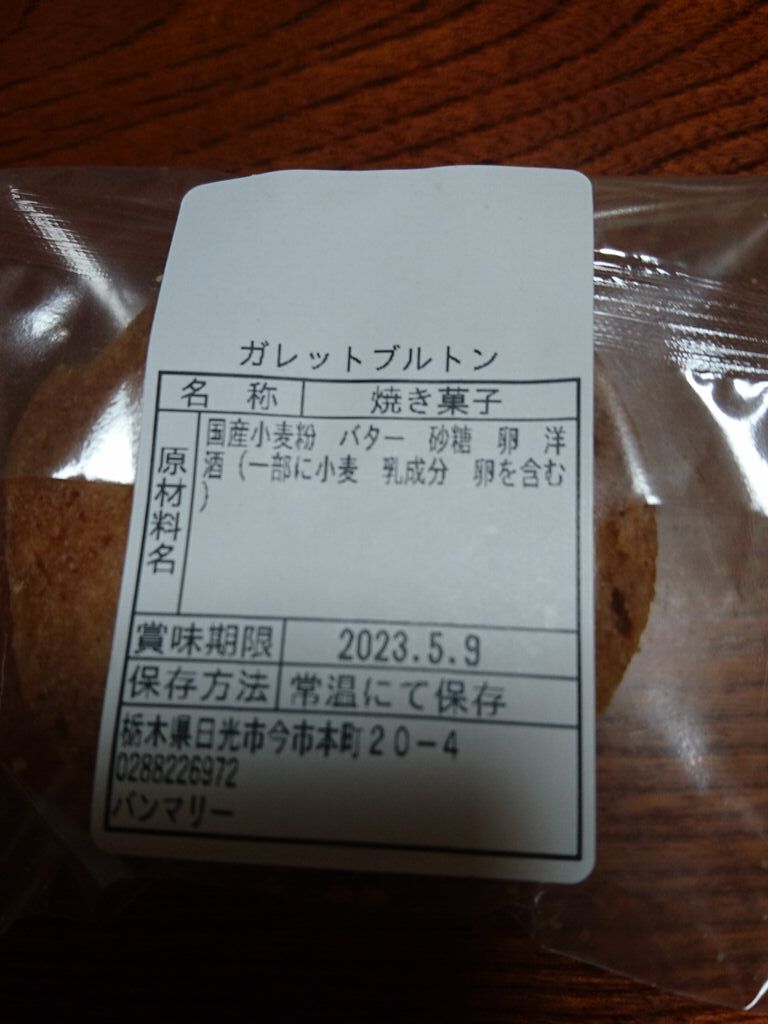 ガレットブルトン
名 称 焼き菓子
原材料名
国産小麦粉 バター 砂糖 卵 洋
酒(一部に小麦 乳成分 卵を含む
)
賞味期限 2023.5.9
保存方法 常温にて保存
栃木県日光市今市本町20-4
0288226972
バンマリー